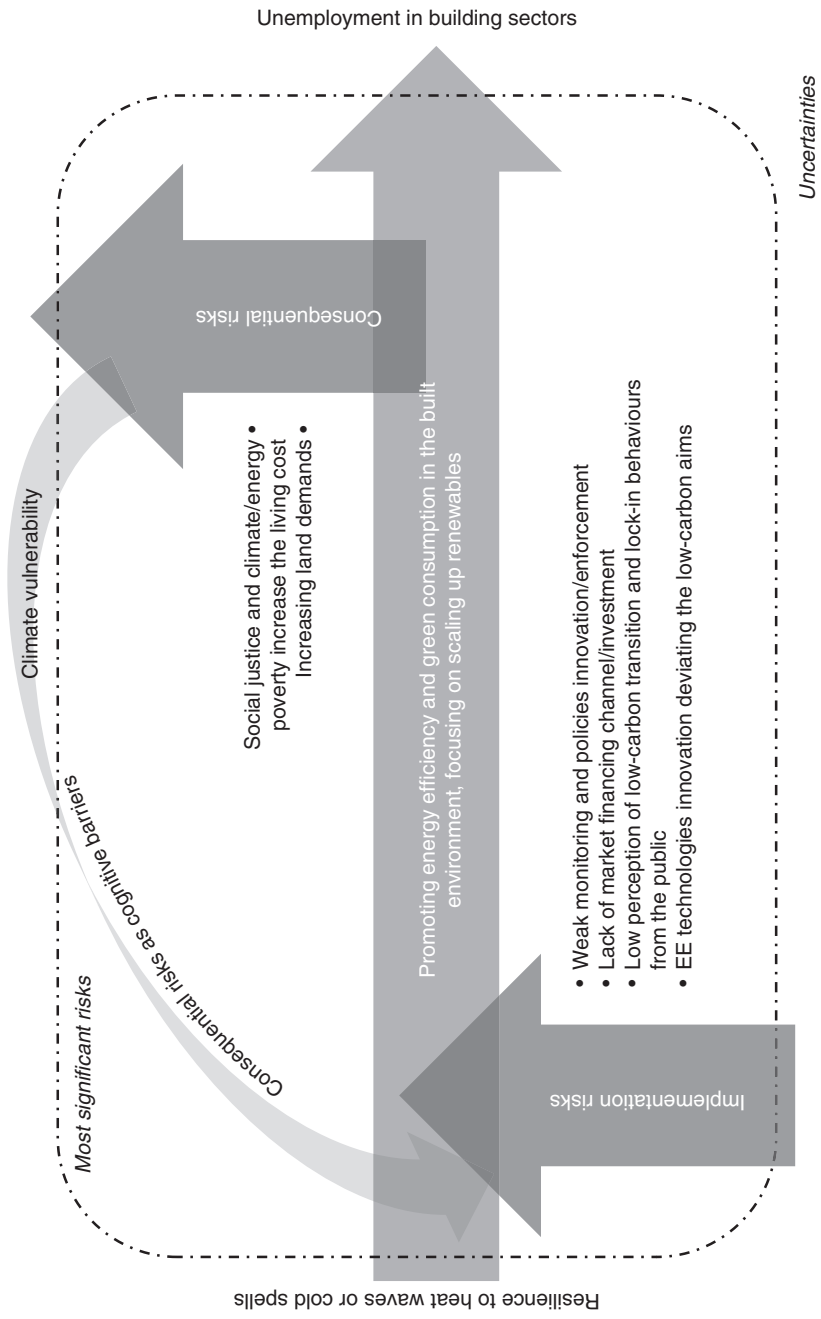 Unemployment in building sectors
Uncertainties
Most significant risks
Climate vulnerability
Consequential risks as cognitive barriers
Consequential risks
Social justice and climate/energy •
poverty increase the living cost
Increasing land demands •
Promoting energy efficiency and green consumption in the built
environment, focusing on scaling up renewables
• Weak monitoring and policies innovation/enforcement
• Lack of market financing channel/investment
• Low perception of low-carbon transition and lock-in behaviours
from the public
• EE technologies innovation deviating the low-carbon aims
Implementation risks
Resilience to heat waves or cold spells